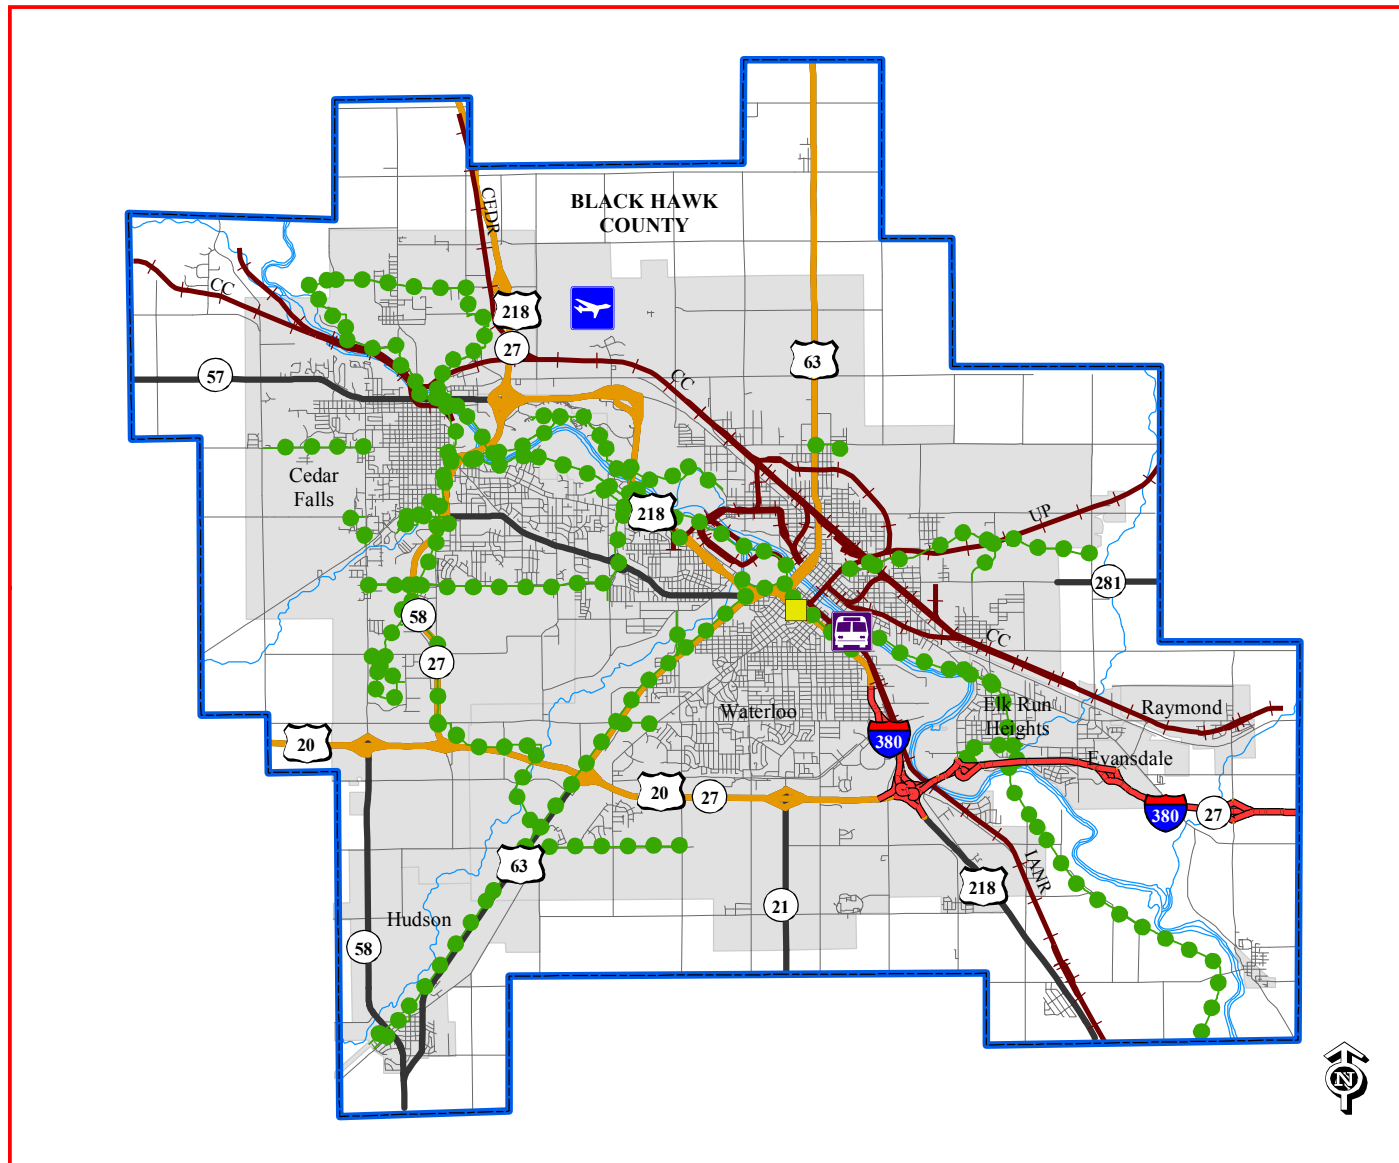 BLACK HAWK
COUNTY
CEDR
CC
218
27
63
CC
57
Cedar
Falls
218
UP
281
58
27
CC
Waterloo
Elk Run
Heights
Raymond
20
380
Evansdale
20
27
380
27
63
IANR
218
21
Hudson
58
N